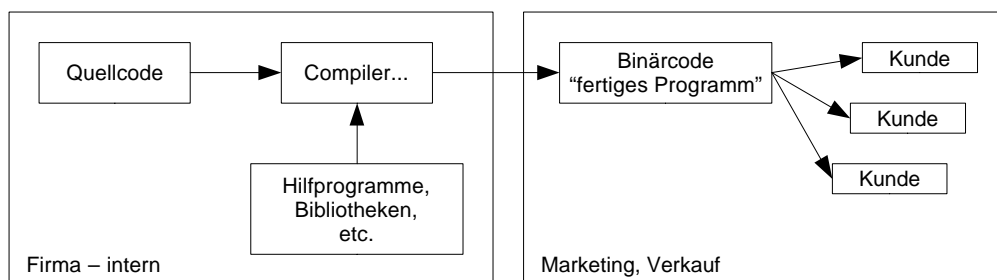 Quellcode
Compiler...
Hilfprogramme,
Bibliotheken,
etc.
Firma – intern
Binärcode
“fertiges Programm”
Kunde
Kunde
Kunde
Marketing, Verkauf